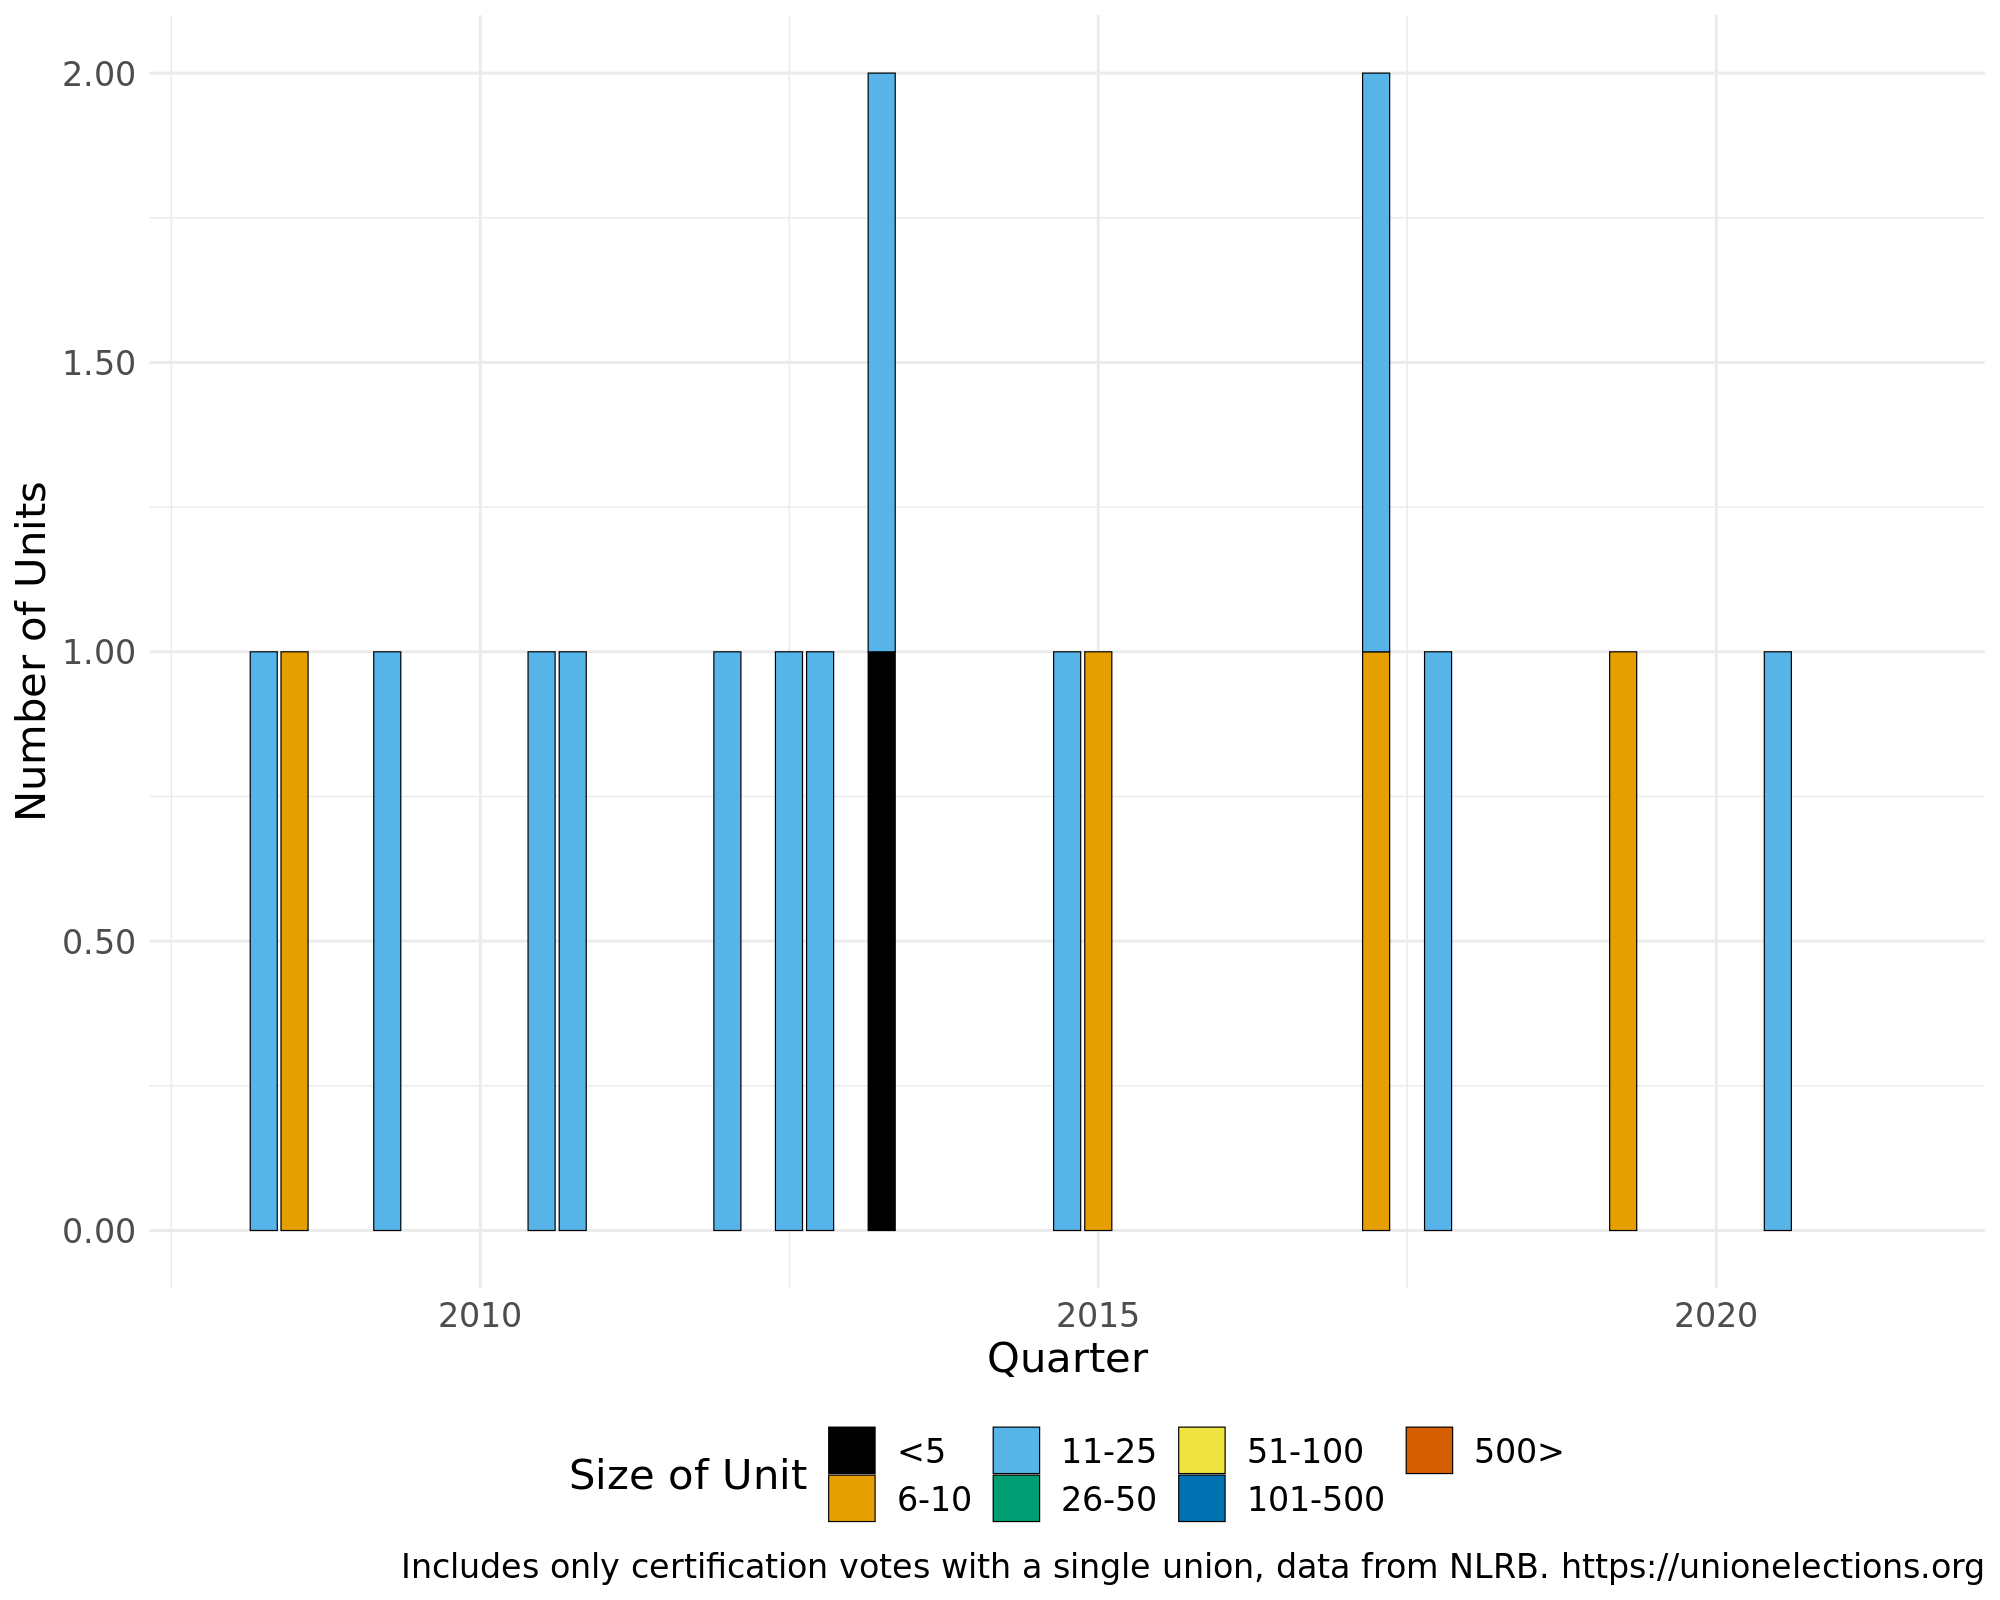 2.00
1.50
1.00
0.50
0.00
Number of Units
2010 2015 2020
Quarter
Size of Unit
<5 11-25 51-100 500>
6-10 26-50 101-500
Includes only certification votes with a single union, data from NLRB. https://unionelections.org